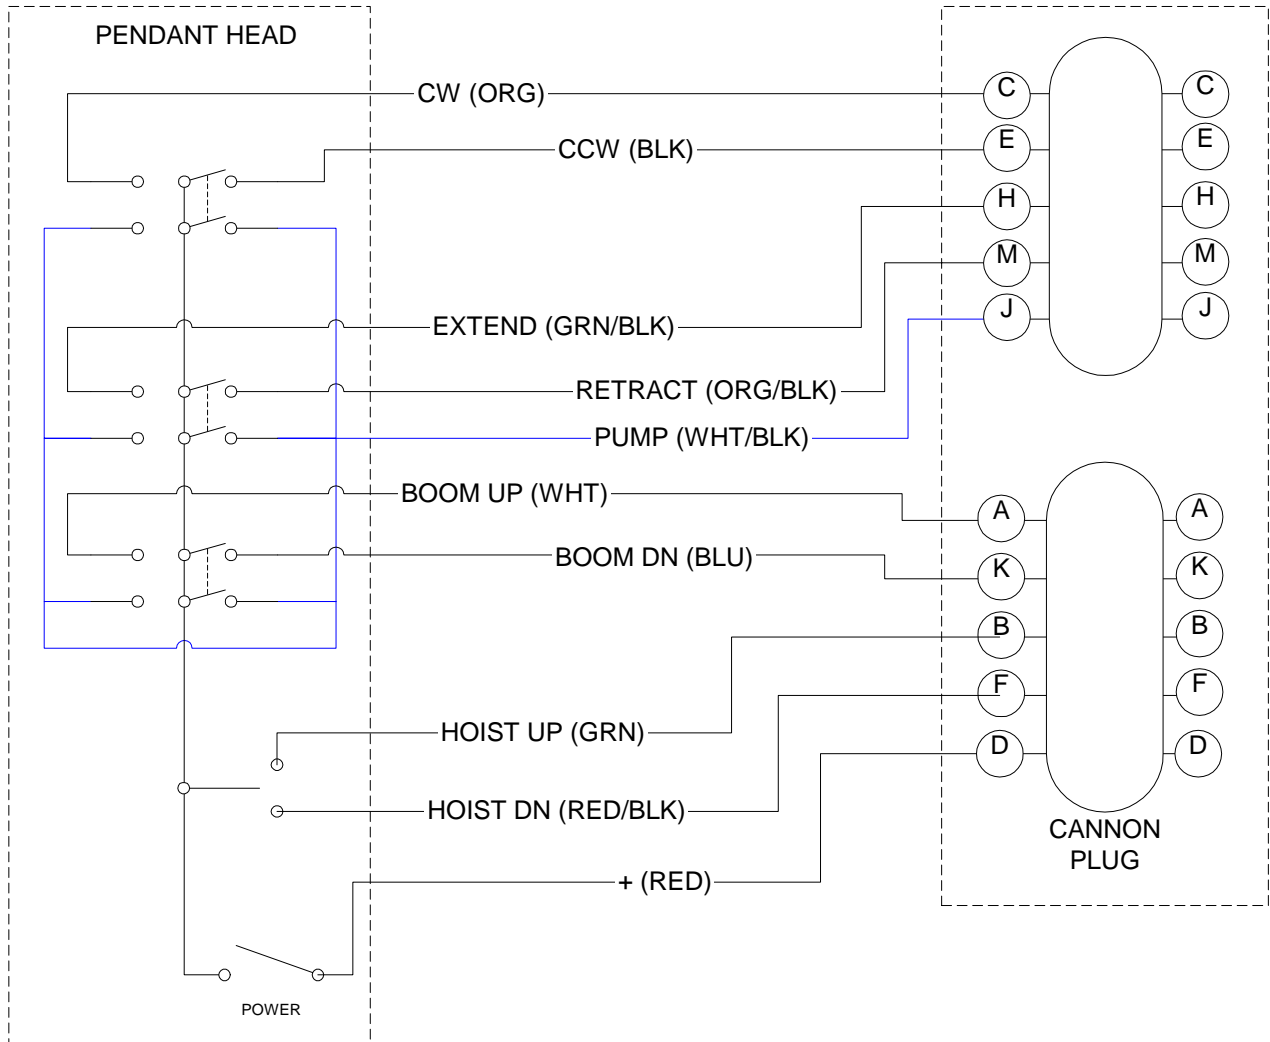 PENDANT HEAD
CW (ORG)
C
C
CCW (BLK)
E
E
H
H
M
M
EXTEND (GRN/BLK)
J
J
RETRACT (ORG/BLK)
PUMP (WHT/BLK)
BOOM UP (WHT)
A
A
BOOM DN (BLU)
K
K
B
B
F
F
HOIST UP (GRN)
D
D
HOIST DN (RED/BLK)
CANNON
PLUG
+ (RED)
POWER